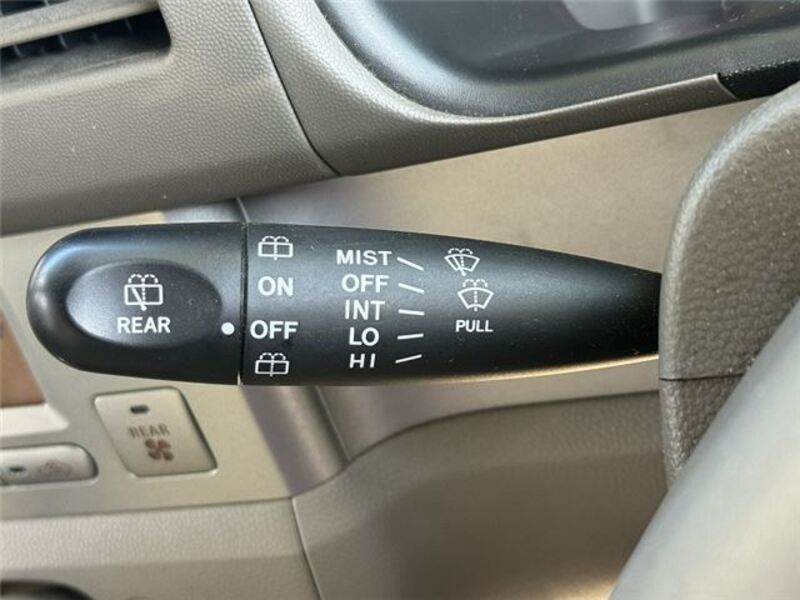 REAR
ON
OFF
MIST
OFF
INT
LO
HI
PULL
REAR